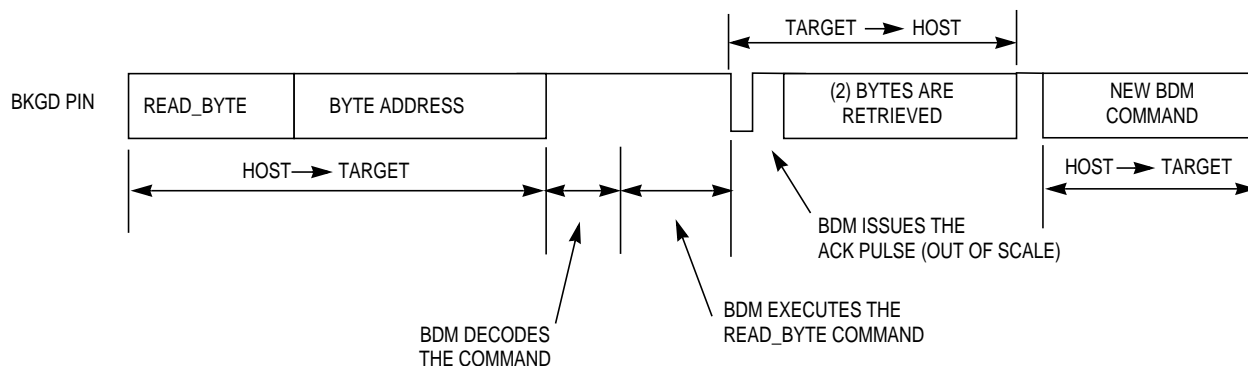 TARGET → HOST
BKGD PIN
READ_BYTE
BYTE ADDRESS
(2) BYTES ARE
RETRIEVED
NEW BDM
COMMAND
HOST → TARGET
HOST → TARGET
BDM ISSUES THE
ACK PULSE (OUT OF SCALE)
BDM EXECUTES THE
READ_BYTE COMMAND
BDM DECODES
THE COMMAND